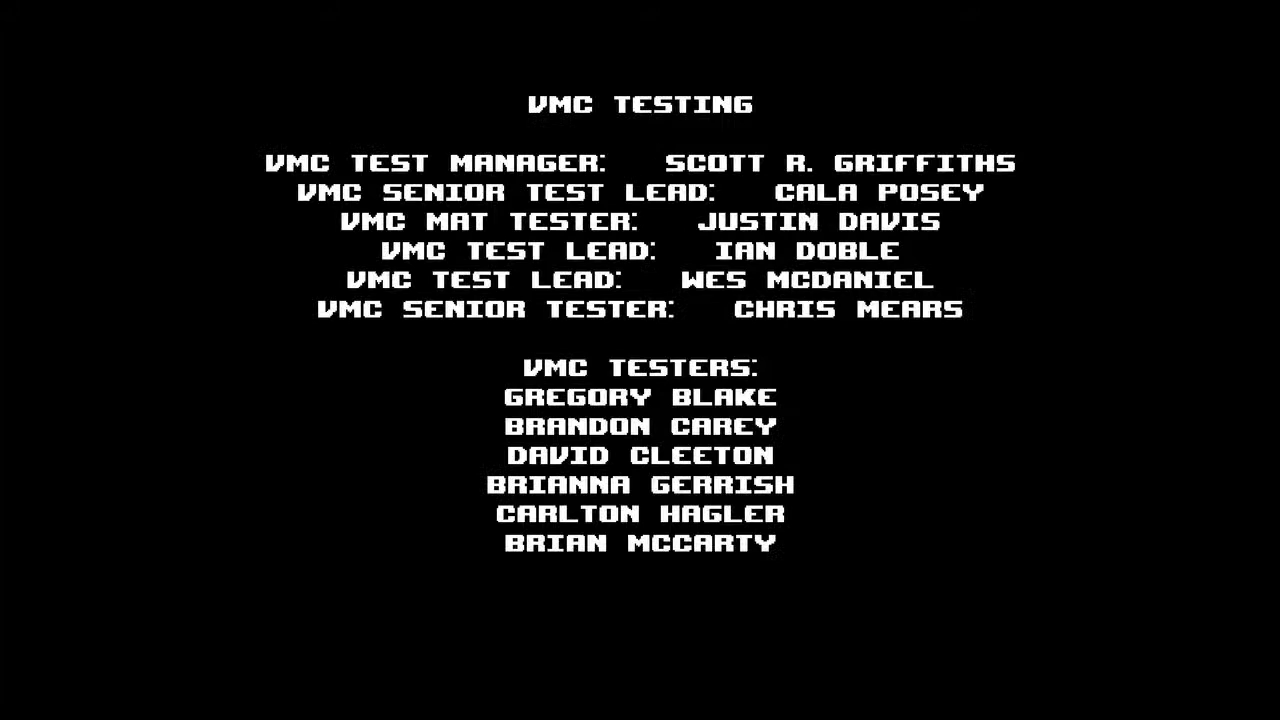 VMC TESTING
VMC TEST MANAGER: SCOTT R. GRIFFITHS
VMC SENIOR TEST LEAD: CALA POSEY
VMC MAT TESTER: JUSTIN DAVIS
VMC TEST LEAD: IAN DOBLE
VMC TEST LEAD: WES MCDANIEL
VMC SENIOR TESTER: CHRIS MEARS
VMC TESTERS:
GREGORY BLAKE
BRANDON CAREY
DAVID CLEETON
BRIANNA GERRISH
CARLTON HAGLER
BRIAN MCCARTY